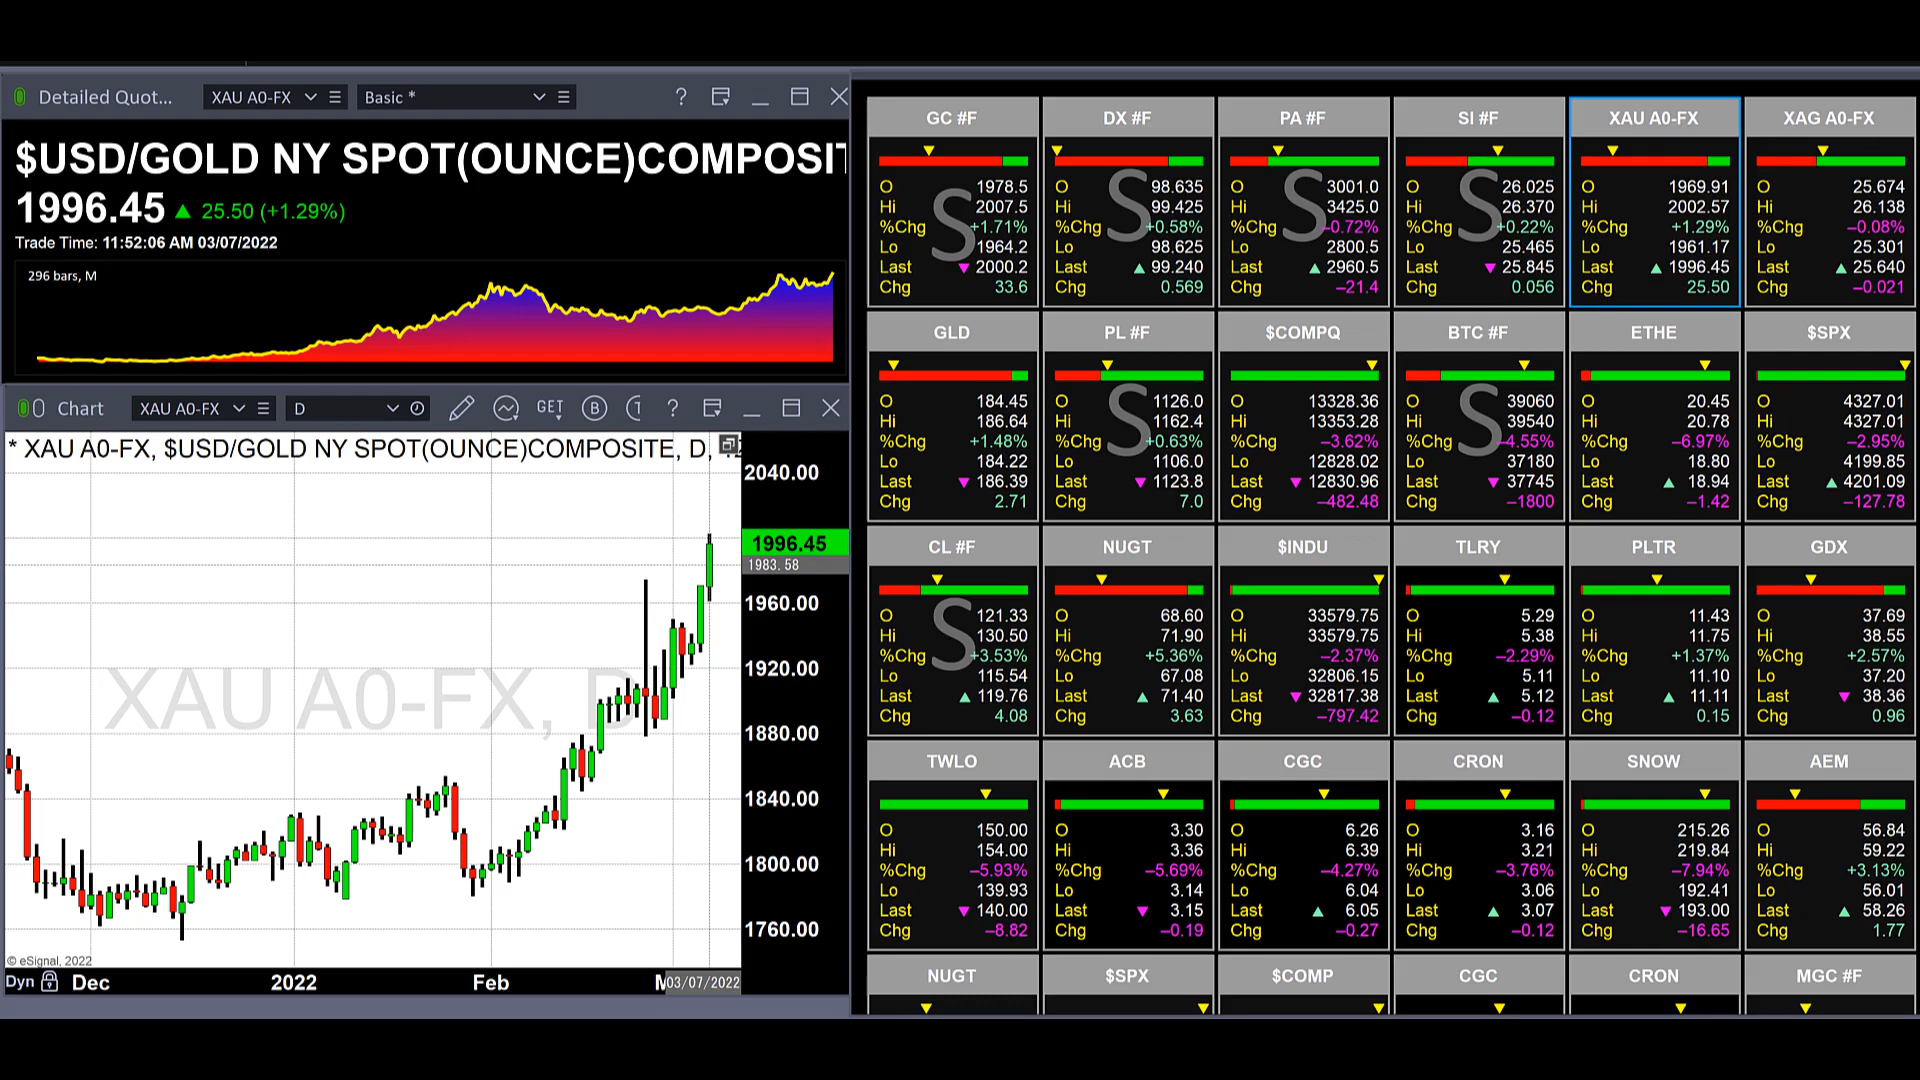 Detailed Quot...
XAU A0-FX
Basic *
?
$USD/GOLD NY SPOT(OUNCE)COMPOSIT
1996.45 ▲ 25.50 (+1.29%)
Trade Time: 11:52:06 AM 03/07/2022
296 bars, M
Chart
XAU A0-FX
D
GET
B
?
* XAU A0-FX, $USD/GOLD NY SPOT(OUNCE)COMPOSITE, D,
XAU A0-FX, D
2040.00
1996.45
1983.58
1960.00
1920.00
1880.00
1840.00
1800.00
1760.00
© eSignal, 2022
Dyn
Dec
2022
Feb
M
03/07/2022
GC #F
S
O 1978.5
Hi 2007.5
%Chg +1.71%
Lo 1964.2
Last ▼ 2000.2
Chg 33.6
DX #F
S
O 98.635
Hi 99.425
%Chg +0.58%
Lo 98.625
Last ▲ 99.240
Chg 0.569
PA #F
S
O 3001.0
Hi 3425.0
%Chg –0.72%
Lo 2800.5
Last ▲ 2960.5
Chg –21.4
SI #F
S
O 26.025
Hi 26.370
%Chg +0.22%
Lo 25.465
Last ▼ 25.845
Chg 0.056
XAU A0-FX
O 1969.91
Hi 2002.57
%Chg +1.29%
Lo 1961.17
Last ▲ 1996.45
Chg 25.50
XAG A0-FX
O 25.674
Hi 26.138
%Chg –0.08%
Lo 25.301
Last ▲ 25.640
Chg –0.021
GLD
O 184.45
Hi 186.64
%Chg +1.48%
Lo 184.22
Last ▼ 186.39
Chg 2.71
PL #F
S
O 1126.0
Hi 1162.4
%Chg +0.63%
Lo 1106.0
Last ▼ 1123.8
Chg 7.0
$COMPQ
O 13328.36
Hi 13353.28
%Chg –3.62%
Lo 12828.02
Last ▼ 12830.96
Chg –482.48
BTC #F
S
O 39060
Hi 39540
%Chg –4.55%
Lo 37180
Last ▼ 37745
Chg –1800
ETHE
O 20.45
Hi 20.78
%Chg –6.97%
Lo 18.80
Last ▲ 18.94
Chg –1.42
$SPX
O 4327.01
Hi 4327.01
%Chg –2.95%
Lo 4199.85
Last ▲ 4201.09
Chg –127.78
CL #F
S
O 121.33
Hi 130.50
%Chg +3.53%
Lo 115.54
Last ▲ 119.76
Chg 4.08
NUGT
O 68.60
Hi 71.90
%Chg +5.36%
Lo 67.08
Last ▲ 71.40
Chg 3.63
$INDU
O 33579.75
Hi 33579.75
%Chg –2.37%
Lo 32806.15
Last ▼ 32817.38
Chg –797.42
TLRY
O 5.29
Hi 5.38
%Chg –2.29%
Lo 5.11
Last ▲ 5.12
Chg –0.12
PLTR
O 11.43
Hi 11.75
%Chg +1.37%
Lo 11.10
Last ▲ 11.11
Chg 0.15
GDX
O 37.69
Hi 38.55
%Chg +2.57%
Lo 37.20
Last ▼ 38.36
Chg 0.96
TWLO
O 150.00
Hi 154.00
%Chg –5.93%
Lo 139.93
Last ▼ 140.00
Chg –8.82
ACB
O 3.30
Hi 3.36
%Chg –5.69%
Lo 3.14
Last ▼ 3.15
Chg –0.19
CGC
O 6.26
Hi 6.39
%Chg –4.27%
Lo 6.04
Last ▲ 6.05
Chg –0.27
CRON
O 3.16
Hi 3.21
%Chg –3.76%
Lo 3.06
Last ▲ 3.07
Chg –0.12
SNOW
O 215.26
Hi 219.84
%Chg –7.94%
Lo 192.41
Last ▼ 193.00
Chg –16.65
AEM
O 56.84
Hi 59.22
%Chg +3.13%
Lo 56.01
Last ▲ 58.26
Chg 1.77
NUGT
$SPX
$COMP
CGC
CRON
MGC #F